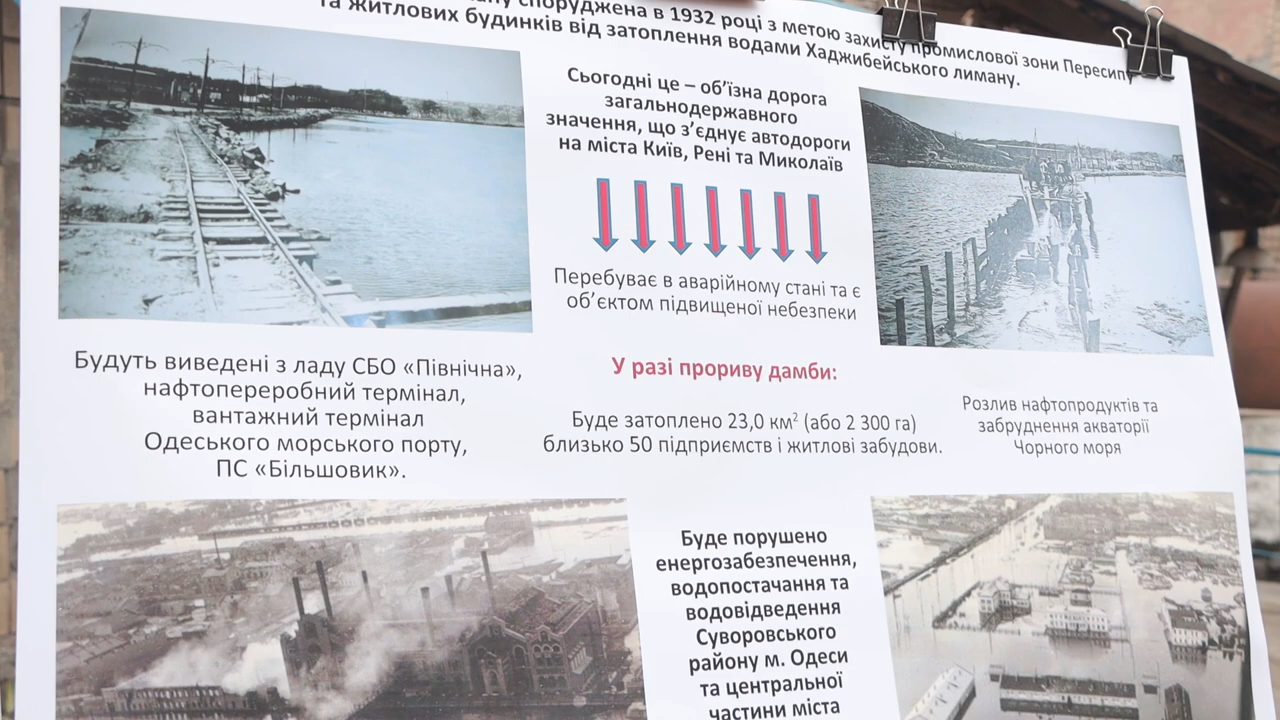 споруджена в 1932 році з метою захисту промислової зони Пересипу
та житлових будинків від затоплення водами Хаджибейського лиману.
Сьогодні це – об’їзна дорога
загальнодержавного
значення, що з’єднує автодороги
на міста Київ, Рені та Миколаїв
Перебуває в аварійному стані та є
об’єктом підвищеної небезпеки
Будуть виведені з ладу СБО «Північна»,
нафтопереробний термінал,
вантажний термінал
Одеського морського порту,
ПС «Більшовик».
У разі прориву дамби:
Буде затоплено 23,0 км² (або 2 300 га)
близько 50 підприємств і житлові забудови.
Розлив нафтопродуктів та
забруднення акваторії
Чорного моря
Буде порушено
енергозабезпечення,
водопостачання та
водовідведення
Суворовського
району м. Одеси
та центральної
частини міста